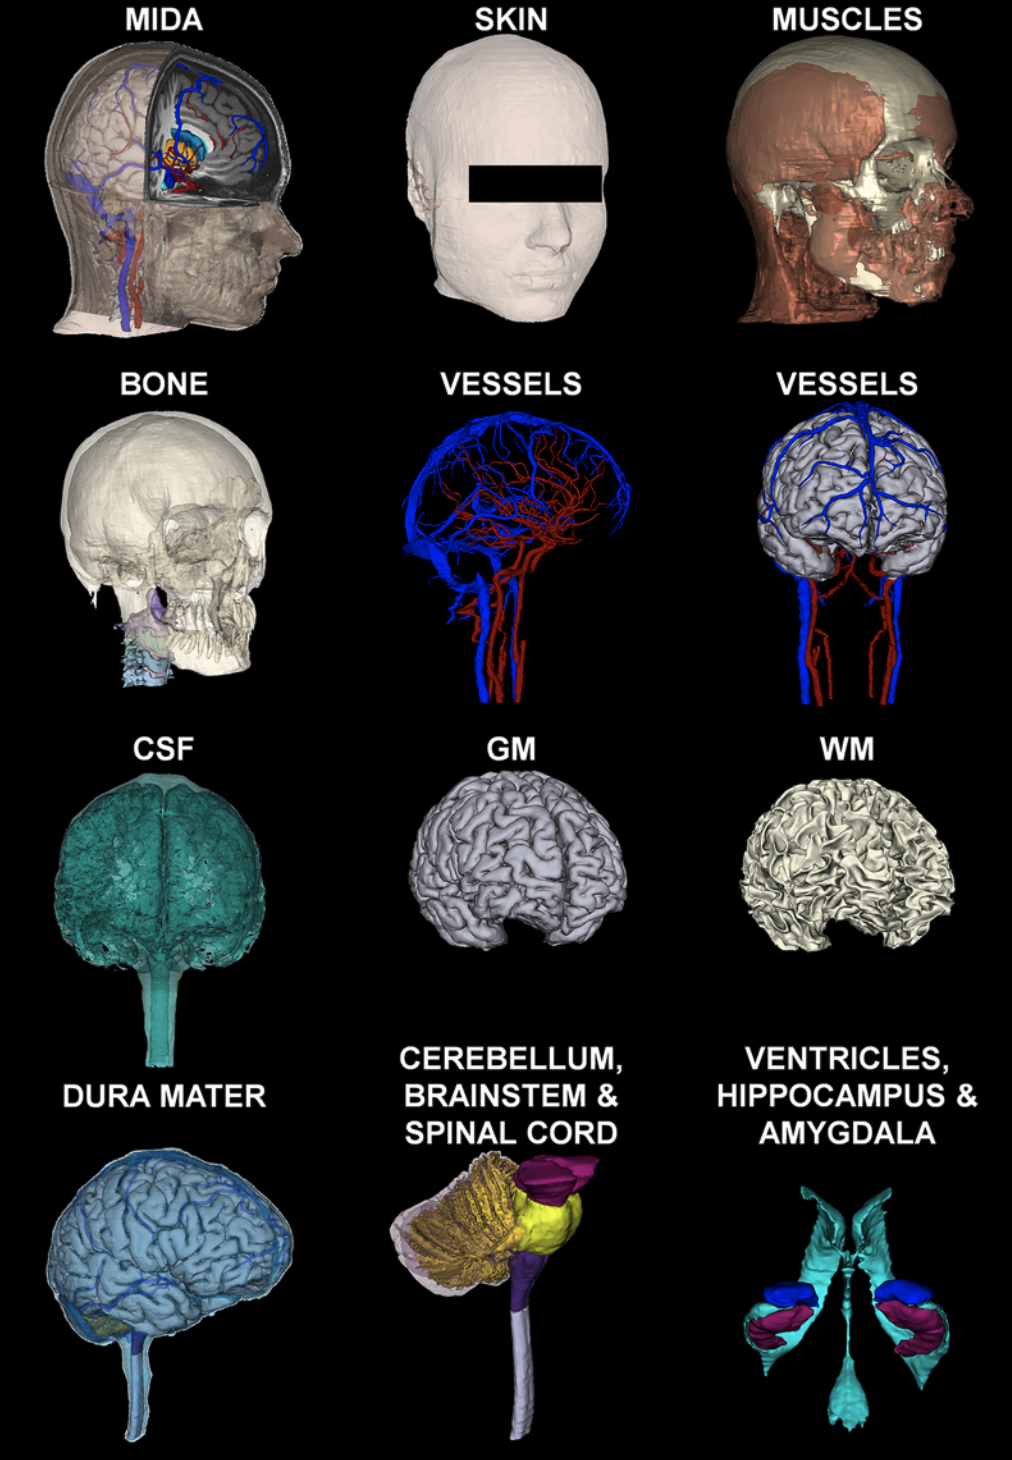 MIDA
SKIN
MUSCLES
BONE
VESSELS
VESSELS
CSF
GM
WM
DURA MATER
CEREBELLUM,
BRAINSTEM &
SPINAL CORD
VENTRICLES,
HIPPOCAMPUS &
AMYGDALA